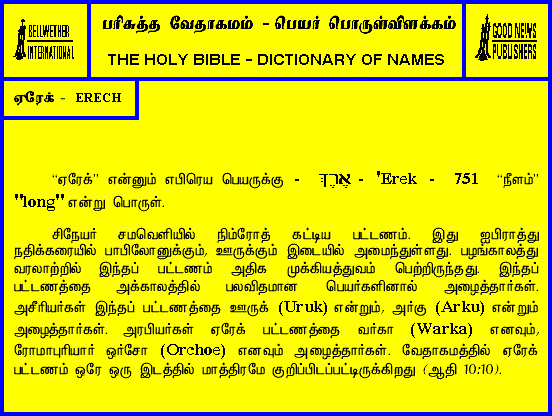 BELLWETHER
INTERNATIONAL
பரிசுத்த வேதாகமம் - பெயர் பொருள்விளக்கம்
THE HOLY BIBLE - DICTIONARY OF NAMES
GOOD NEWS
PUBLISHERS
ஏரேக் - ERECH
“ஏரேக்” என்னும் எபிரெய பெயருக்கு - אֶרֶךְ - 'Erek - 751 “நீளம்”
"long" என்று பொருள்.
சிநேயர் சமவெளியில் நிம்ரோத் கட்டிய பட்டணம். இது ஐபிராத்து
நதிக்கரையில் பாபிலோனுக்கும், ஊருக்கும் இடையில் அமைந்துள்ளது. பழங்காலத்து
வரலாற்றில் இந்தப் பட்டணம் அதிக முக்கியத்துவம் பெற்றிருந்தது. இந்தப்
பட்டணத்தை அக்காலத்தில் பலவிதமான பெயர்களினால் அழைத்தார்கள்.
அசீரியர்கள் இந்தப் பட்டணத்தை ஊருக் (Uruk) என்றும், அர்கு (Arku) என்றும்
அழைத்தார்கள். அரபியர்கள் ஏரேக் பட்டணத்தை வர்கா (Warka) எனவும்,
ரோமாபுரியார் ஒர்சோ (Orchoe) எனவும் அழைத்தார்கள். வேதாகமத்தில் ஏரேக்
பட்டணம் ஒரே ஒரு இடத்தில் மாத்திரமே குறிப்பிடப்பட்டிருக்கிறது (ஆதி 10:10).